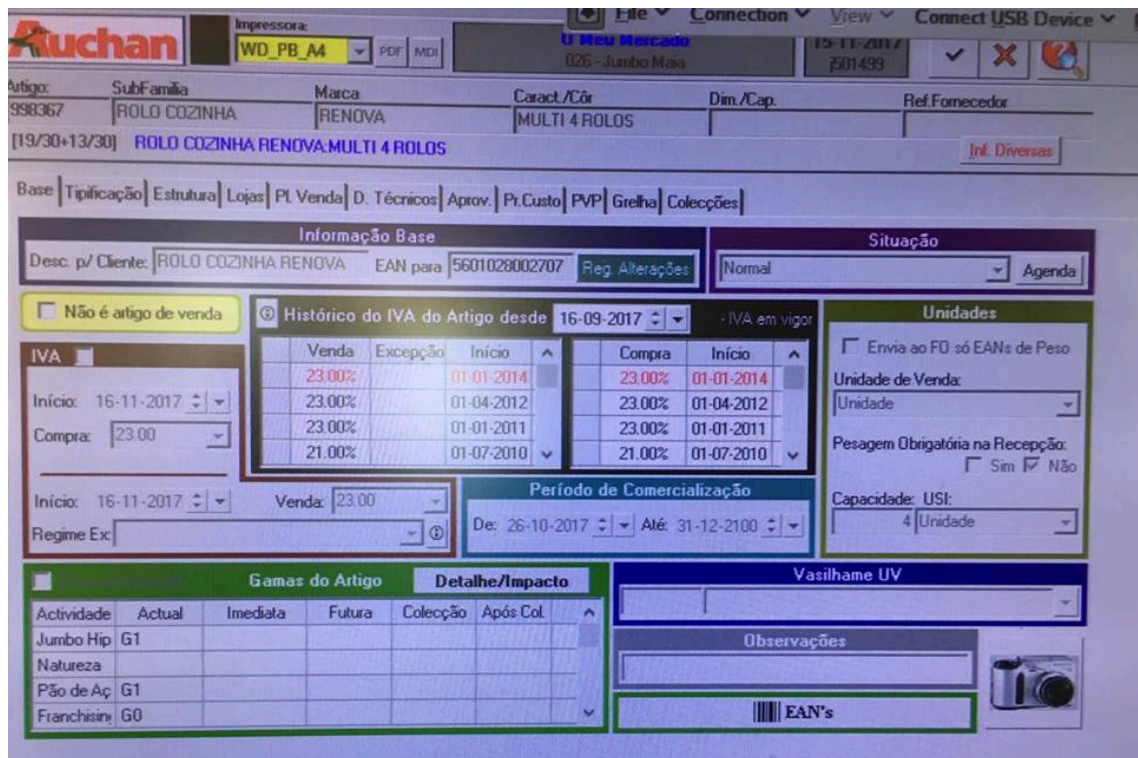 File Connection View Connect USB Device
Auchan
Impressora:
WD_PB_A4 PDF MDI
O Meu Mercado
026 - Jumbo Maia
15-11-2017
j501499
Artigo: SubFamília Marca Caract./Côr Dim./Cap. Ref.Fornecedor
998367 ROLO COZINHA RENOVA MULTI 4 ROLOS
[19/30+13/30] ROLO COZINHA RENOVA:MULTI 4 ROLOS Inf. Diversas
Base Tipificação Estrutura Lojas Pl. Venda D. Técnicos Aprov. Pr.Custo PVP Grelha Colecções
Informação Base
Desc. p/ Cliente: ROLO COZINHA RENOVA EAN para 5601028002707 Reg. Alterações
Situação
Normal Agenda
Não é artigo de venda
Histórico do IVA do Artigo desde 16-09-2017 - IVA em vigor
Venda Excepção Início
23.00% 01-01-2014
23.00% 01-04-2012
23.00% 01-01-2011
21.00% 01-07-2010
Compra Início
23.00% 01-01-2014
23.00% 01-04-2012
23.00% 01-01-2011
21.00% 01-07-2010
IVA
Início: 16-11-2017
Compra: 23.00
Início: 16-11-2017 Venda: 23.00
Regime Ex:
Período de Comercialização
De: 26-10-2017 Até: 31-12-2100
Unidades
Envia ao FO só EANs de Peso
Unidade de Venda:
Unidade
Pesagem Obrigatória na Recepção:
Sim Não
Capacidade: USI:
4 Unidade
Gamas do Artigo Detalhe/Impacto
Actividade Actual Imediata Futura Colecção Após Col.
Jumbo Hip G1
Natureza
Pão de Aç G1
Franchisin G0
Vasilhame UV
Observações
EAN's